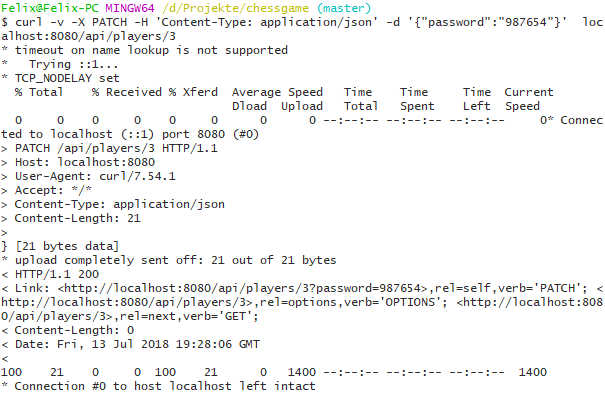 Felix@Felix-PC MINGW64 /d/Projekte/chessgame (master)
$ curl -v -X PATCH -H 'Content-Type: application/json' -d '{"password":"987654"}'  loc
alhost:8080/api/players/3
* timeout on name lookup is not supported
*   Trying ::1...
* TCP_NODELAY set
  % Total    % Received % Xferd  Average Speed   Time    Time     Time  Current
                                 Dload  Upload   Total   Spent    Left  Speed
  0     0    0     0    0     0      0      0 --:--:-- --:--:-- --:--:--     0* Connec
ted to localhost (::1) port 8080 (#0)
> PATCH /api/players/3 HTTP/1.1
> Host: localhost:8080
> User-Agent: curl/7.54.1
> Accept: */*
> Content-Type: application/json
> Content-Length: 21
>
} [21 bytes data]
* upload completely sent off: 21 out of 21 bytes
< HTTP/1.1 200
< Link: <http://localhost:8080/api/players/3?password=987654>,rel=self,verb='PATCH'; <
http://localhost:8080/api/players/3>,rel=options,verb='OPTIONS'; <http://localhost:808
0/api/players/3>,rel=next,verb='GET';
< Content-Length: 0
< Date: Fri, 13 Jul 2018 19:28:06 GMT
<
100    21    0     0  100    21      0   1400 --:--:-- --:--:-- --:--:--  1400
* Connection #0 to host localhost left intact